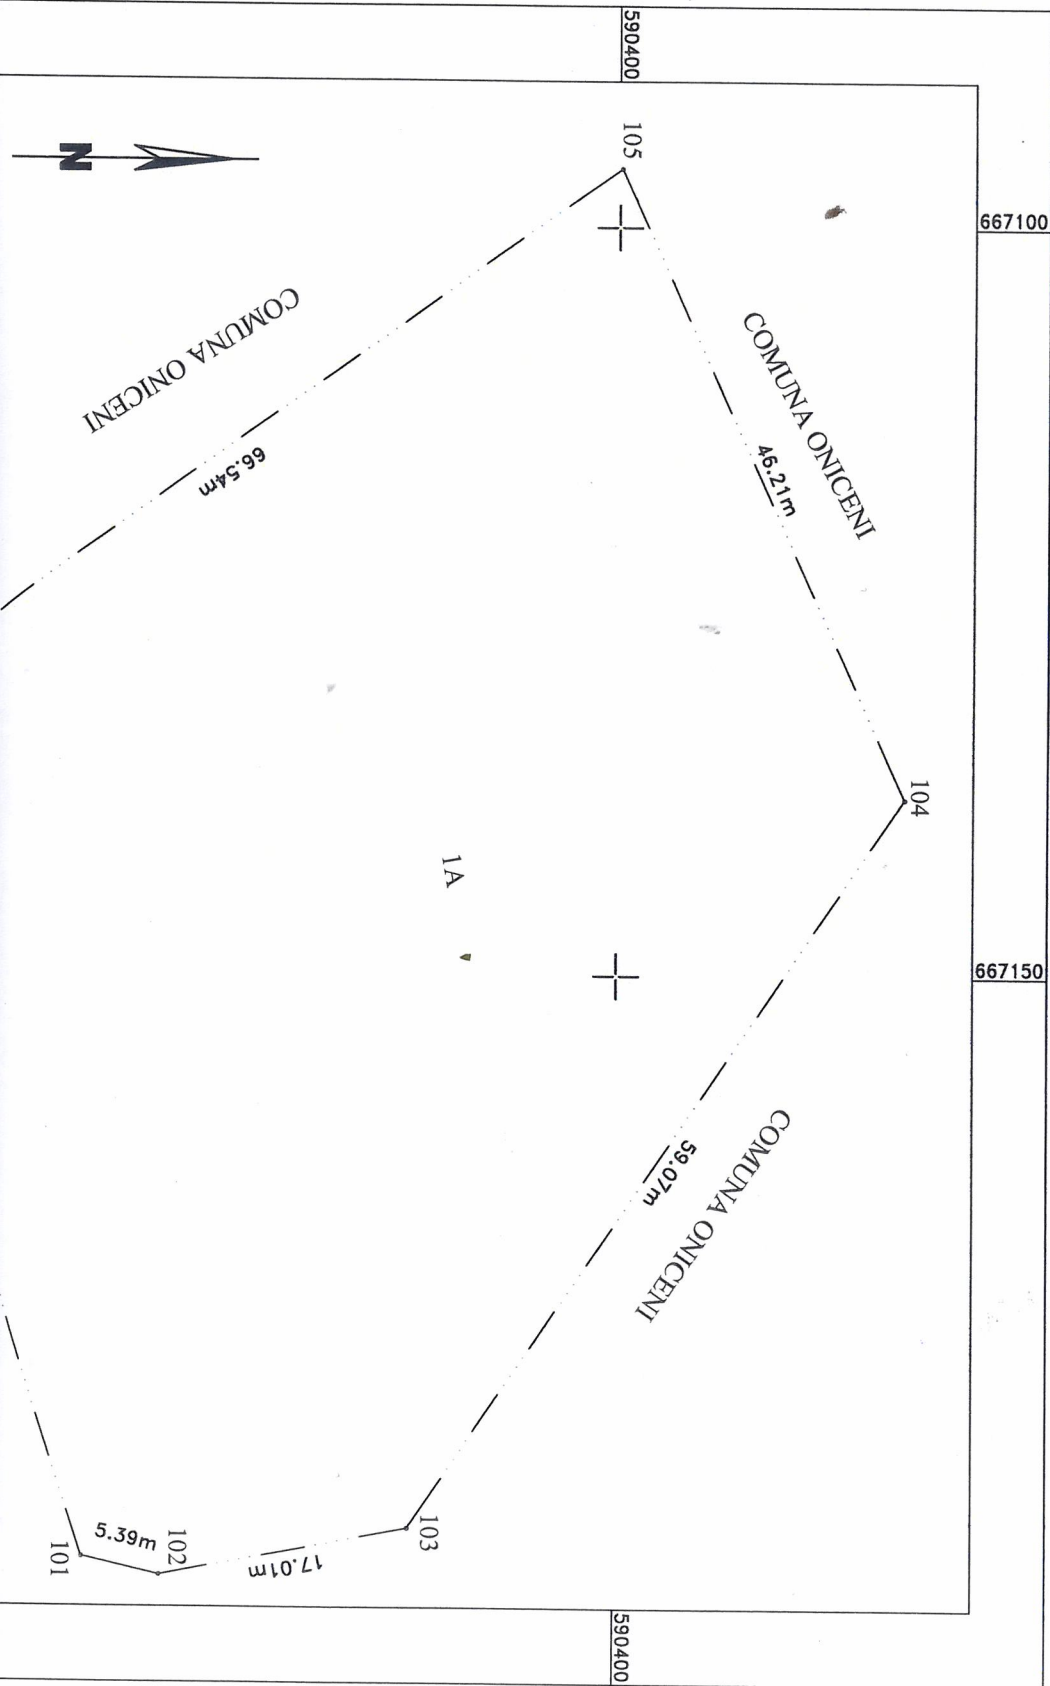 590400
667100
N
105
COMUNA ONICENI
COMUNA ONICENI
46.21m
66.54m
104
1A
667150
COMUNA ONICENI
59.07m
103
102
5.39m
101
17.01m
590400